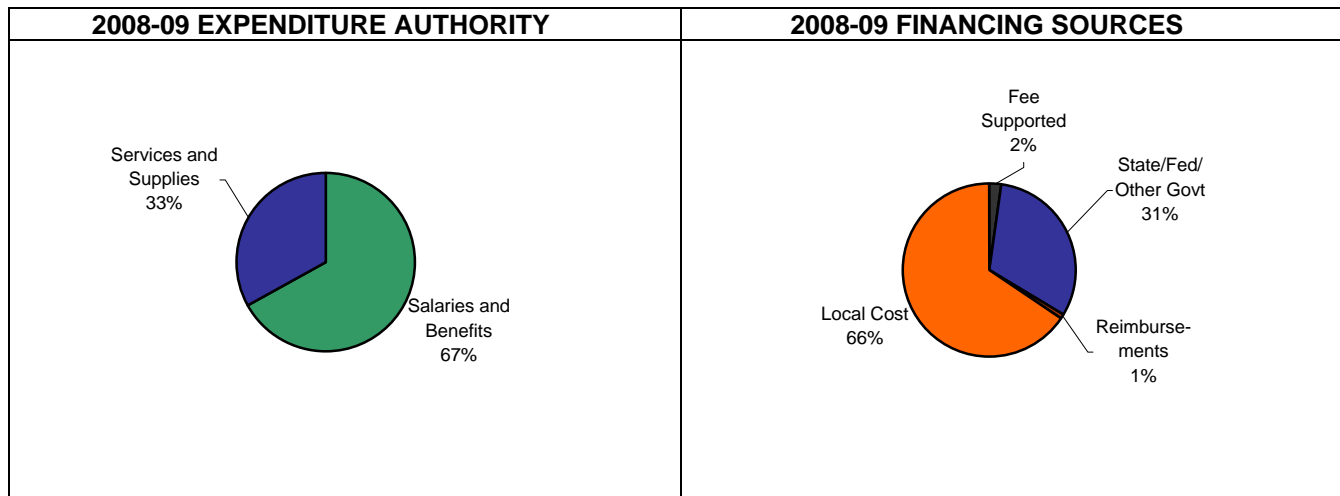 2008-09 EXPENDITURE AUTHORITY
2008-09 FINANCING SOURCES
Services and
Supplies
33%
Salaries and
Benefits
67%
Fee
Supported
2%
State/Fed/
Other Govt
31%
Local Cost
66%
Reimburse-
ments
1%